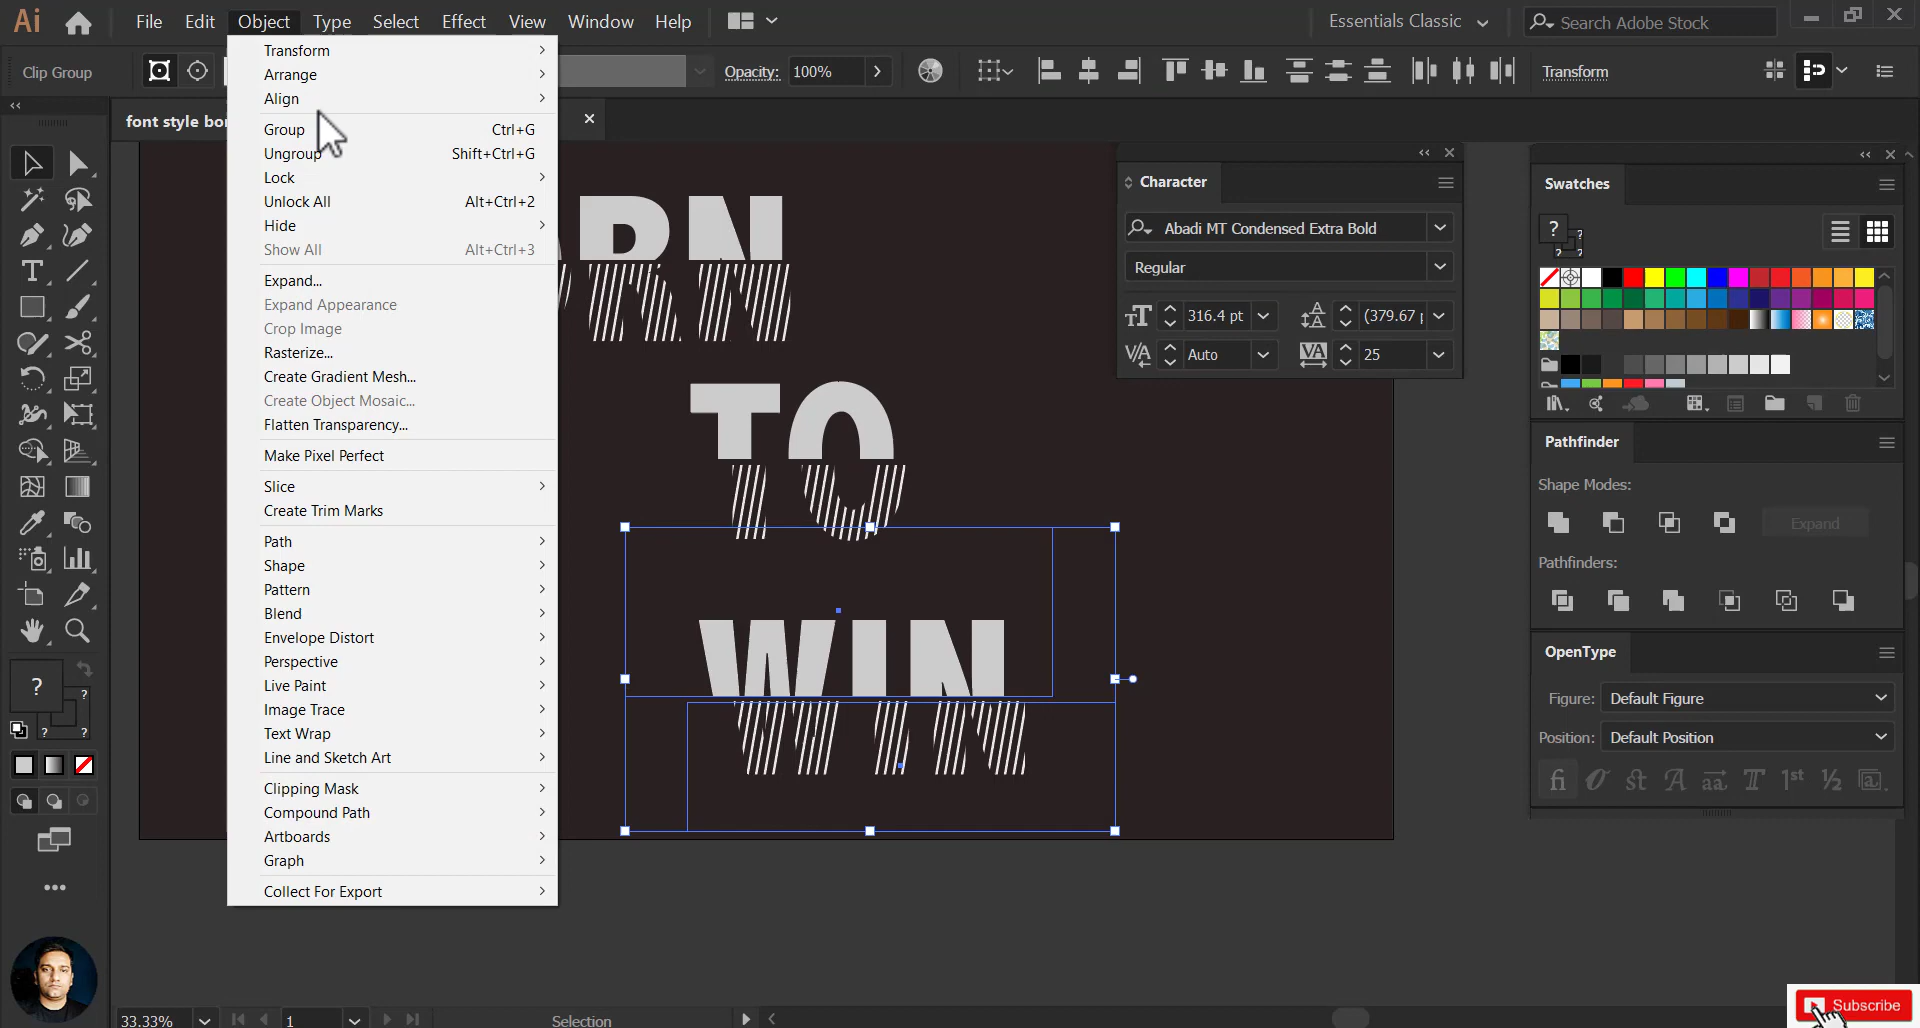 Ai
File Edit Object Type Select Effect View Window Help
Essentials Classic
Search Adobe Stock
Clip Group
Opacity: 100%
Transform
font style bor
Transform
Arrange
Align
Group Ctrl+G
Ungroup Shift+Ctrl+G
Lock
Unlock All Alt+Ctrl+2
Hide
Show All Alt+Ctrl+3
Expand...
Expand Appearance
Crop Image
Rasterize...
Create Gradient Mesh...
Create Object Mosaic...
Flatten Transparency...
Make Pixel Perfect
Slice
Create Trim Marks
Path
Shape
Pattern
Blend
Envelope Distort
Perspective
Live Paint
Image Trace
Text Wrap
Line and Sketch Art
Clipping Mask
Compound Path
Artboards
Graph
Collect For Export
RN
TO
WIN
Character
Abadi MT Condensed Extra Bold
Regular
316.4 pt (379.67 p
Auto 25
Swatches
Pathfinder
Shape Modes:
Expand
Pathfinders:
OpenType
Figure: Default Figure
Position: Default Position
33.33% 1 Selection
Subscribe